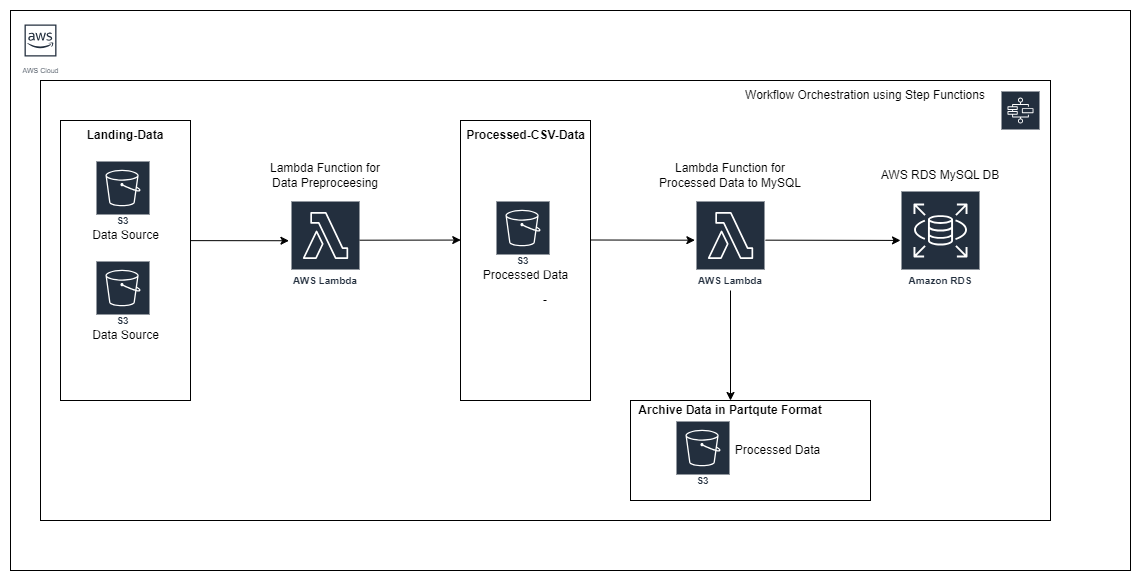 aws
AWS Cloud
Workflow Orchestration using Step Functions
Landing-Data
S3
Data Source
S3
Data Source
Lambda Function for
Data Preproceesing
AWS Lambda
Processed-CSV-Data
S3
Processed Data
-
Lambda Function for
Processed Data to MySQL
AWS Lambda
AWS RDS MySQL DB
Amazon RDS
Archive Data in Partqute Format
Processed Data
S3